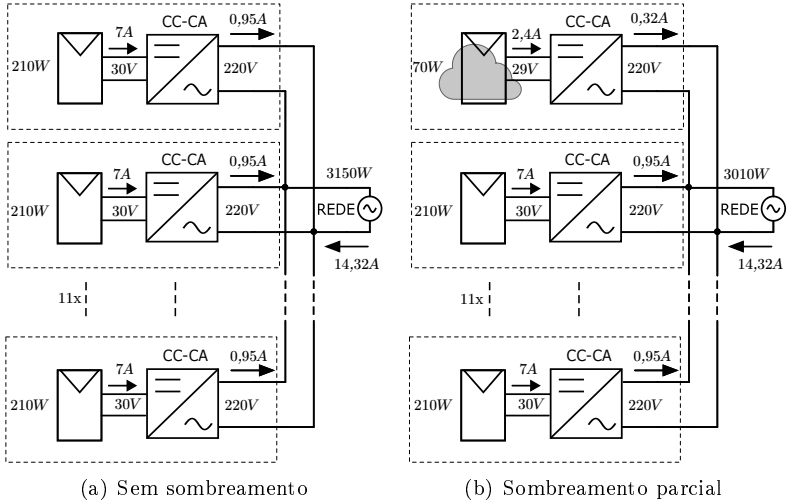 CC-CA
7A
0,95A
210W
30V
220V
CC-CA
7A
0,95A
3150W
210W
30V
220V
REDE
14,32A
11x
CC-CA
7A
0,95A
210W
30V
220V
(a) Sem sombreamento
CC-CA
2,4A
0,32A
70W
29V
220V
CC-CA
7A
0,95A
3010W
210W
30V
220V
REDE
14,32A
11x
CC-CA
7A
0,95A
210W
30V
220V
(b) Sombreamento parcial